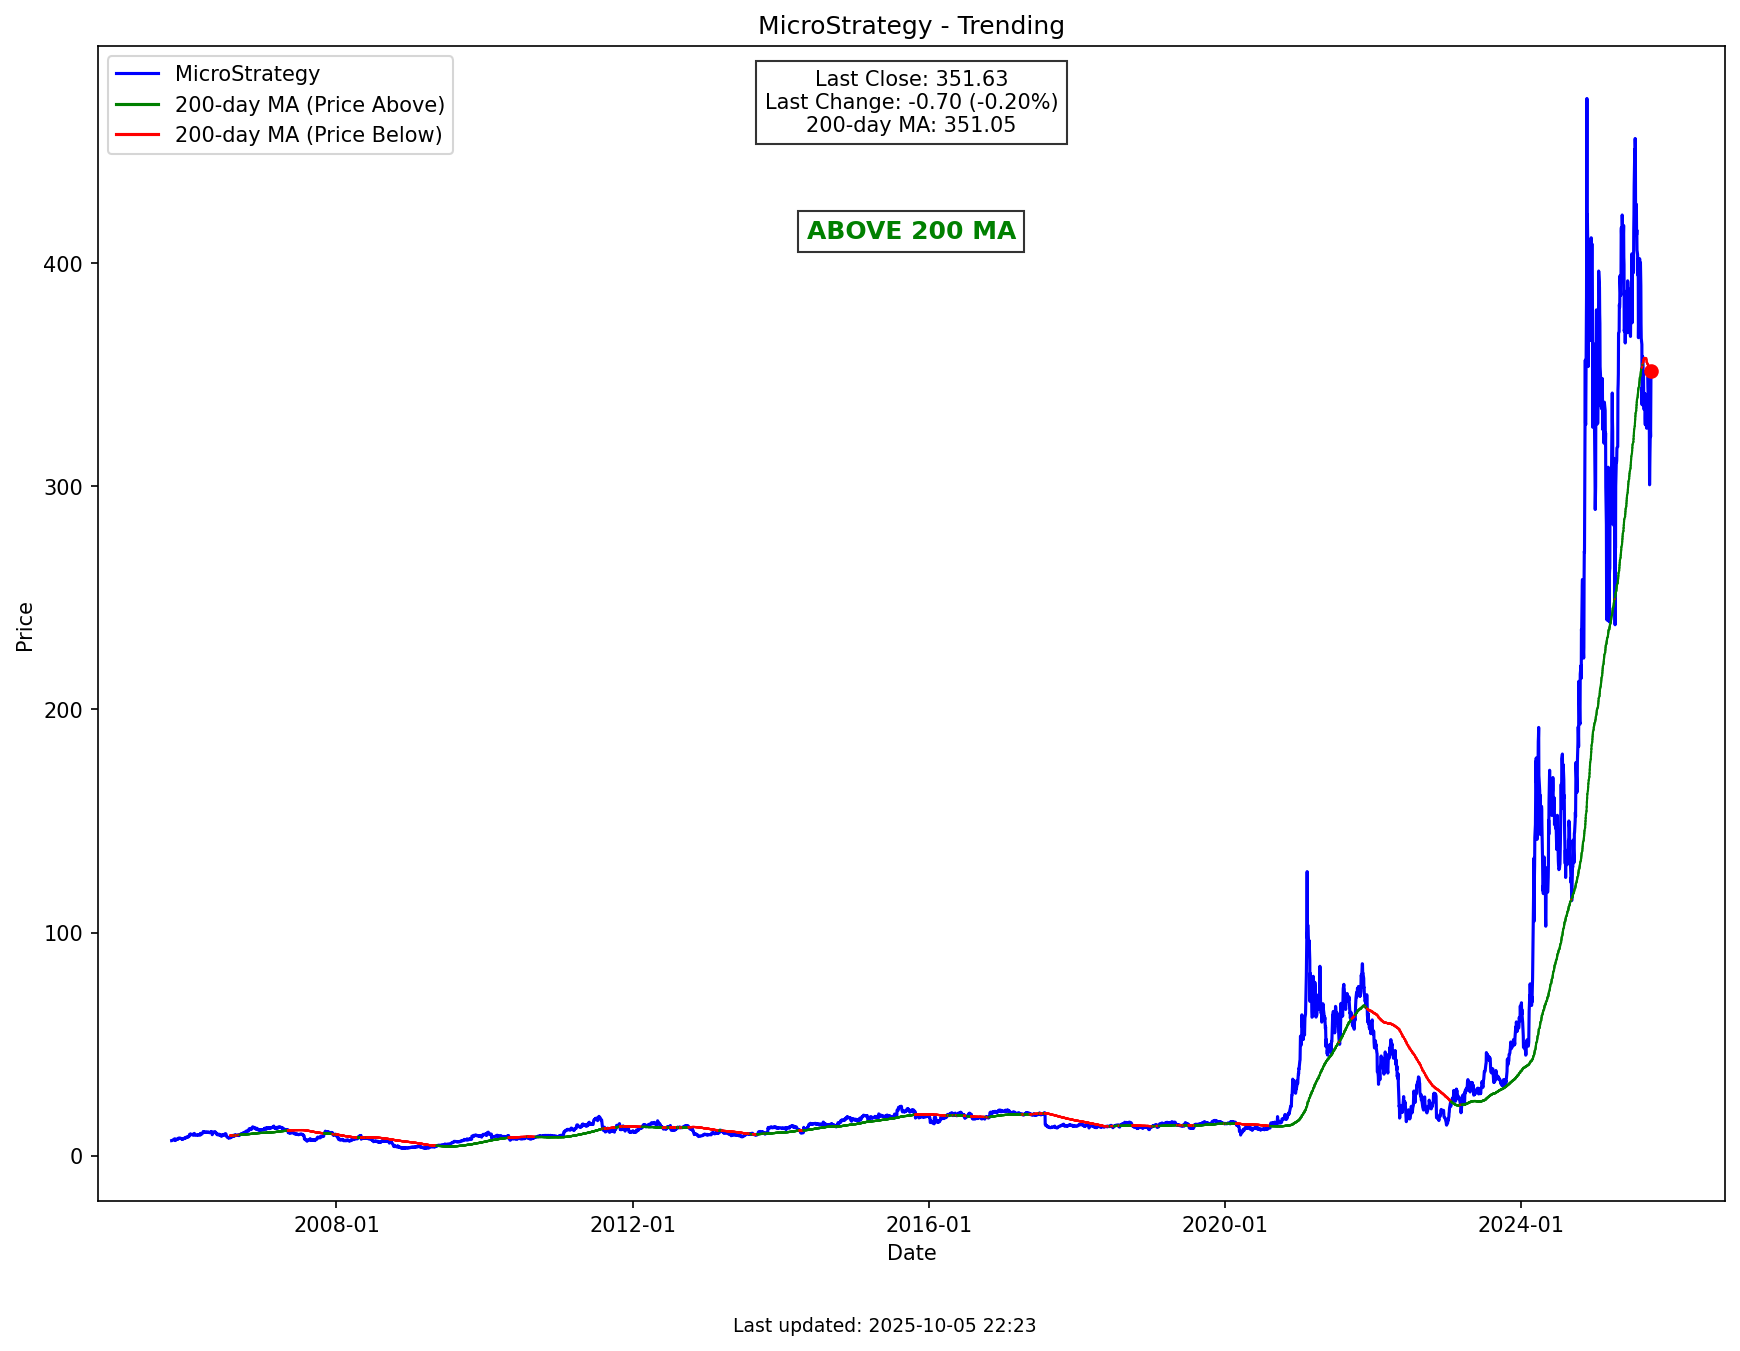 MicroStrategy - Trending
MicroStrategy
200-day MA (Price Above)
200-day MA (Price Below)
Last Close: 351.63
Last Change: -0.70 (-0.20%)
200-day MA: 351.05
ABOVE 200 MA
400
300
200
100
0
Price
2008-01
2012-01
2016-01
2020-01
2024-01
Date
Last updated: 2025-10-05 22:23